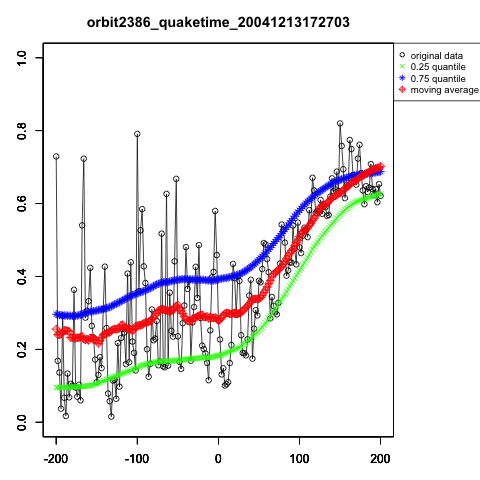 orbit2386_quaketime_20041213172703
original data
0.25 quantile
0.75 quantile
moving average
1.0
0.8
0.6
0.4
0.2
0.0
-200 -100 0 100 200